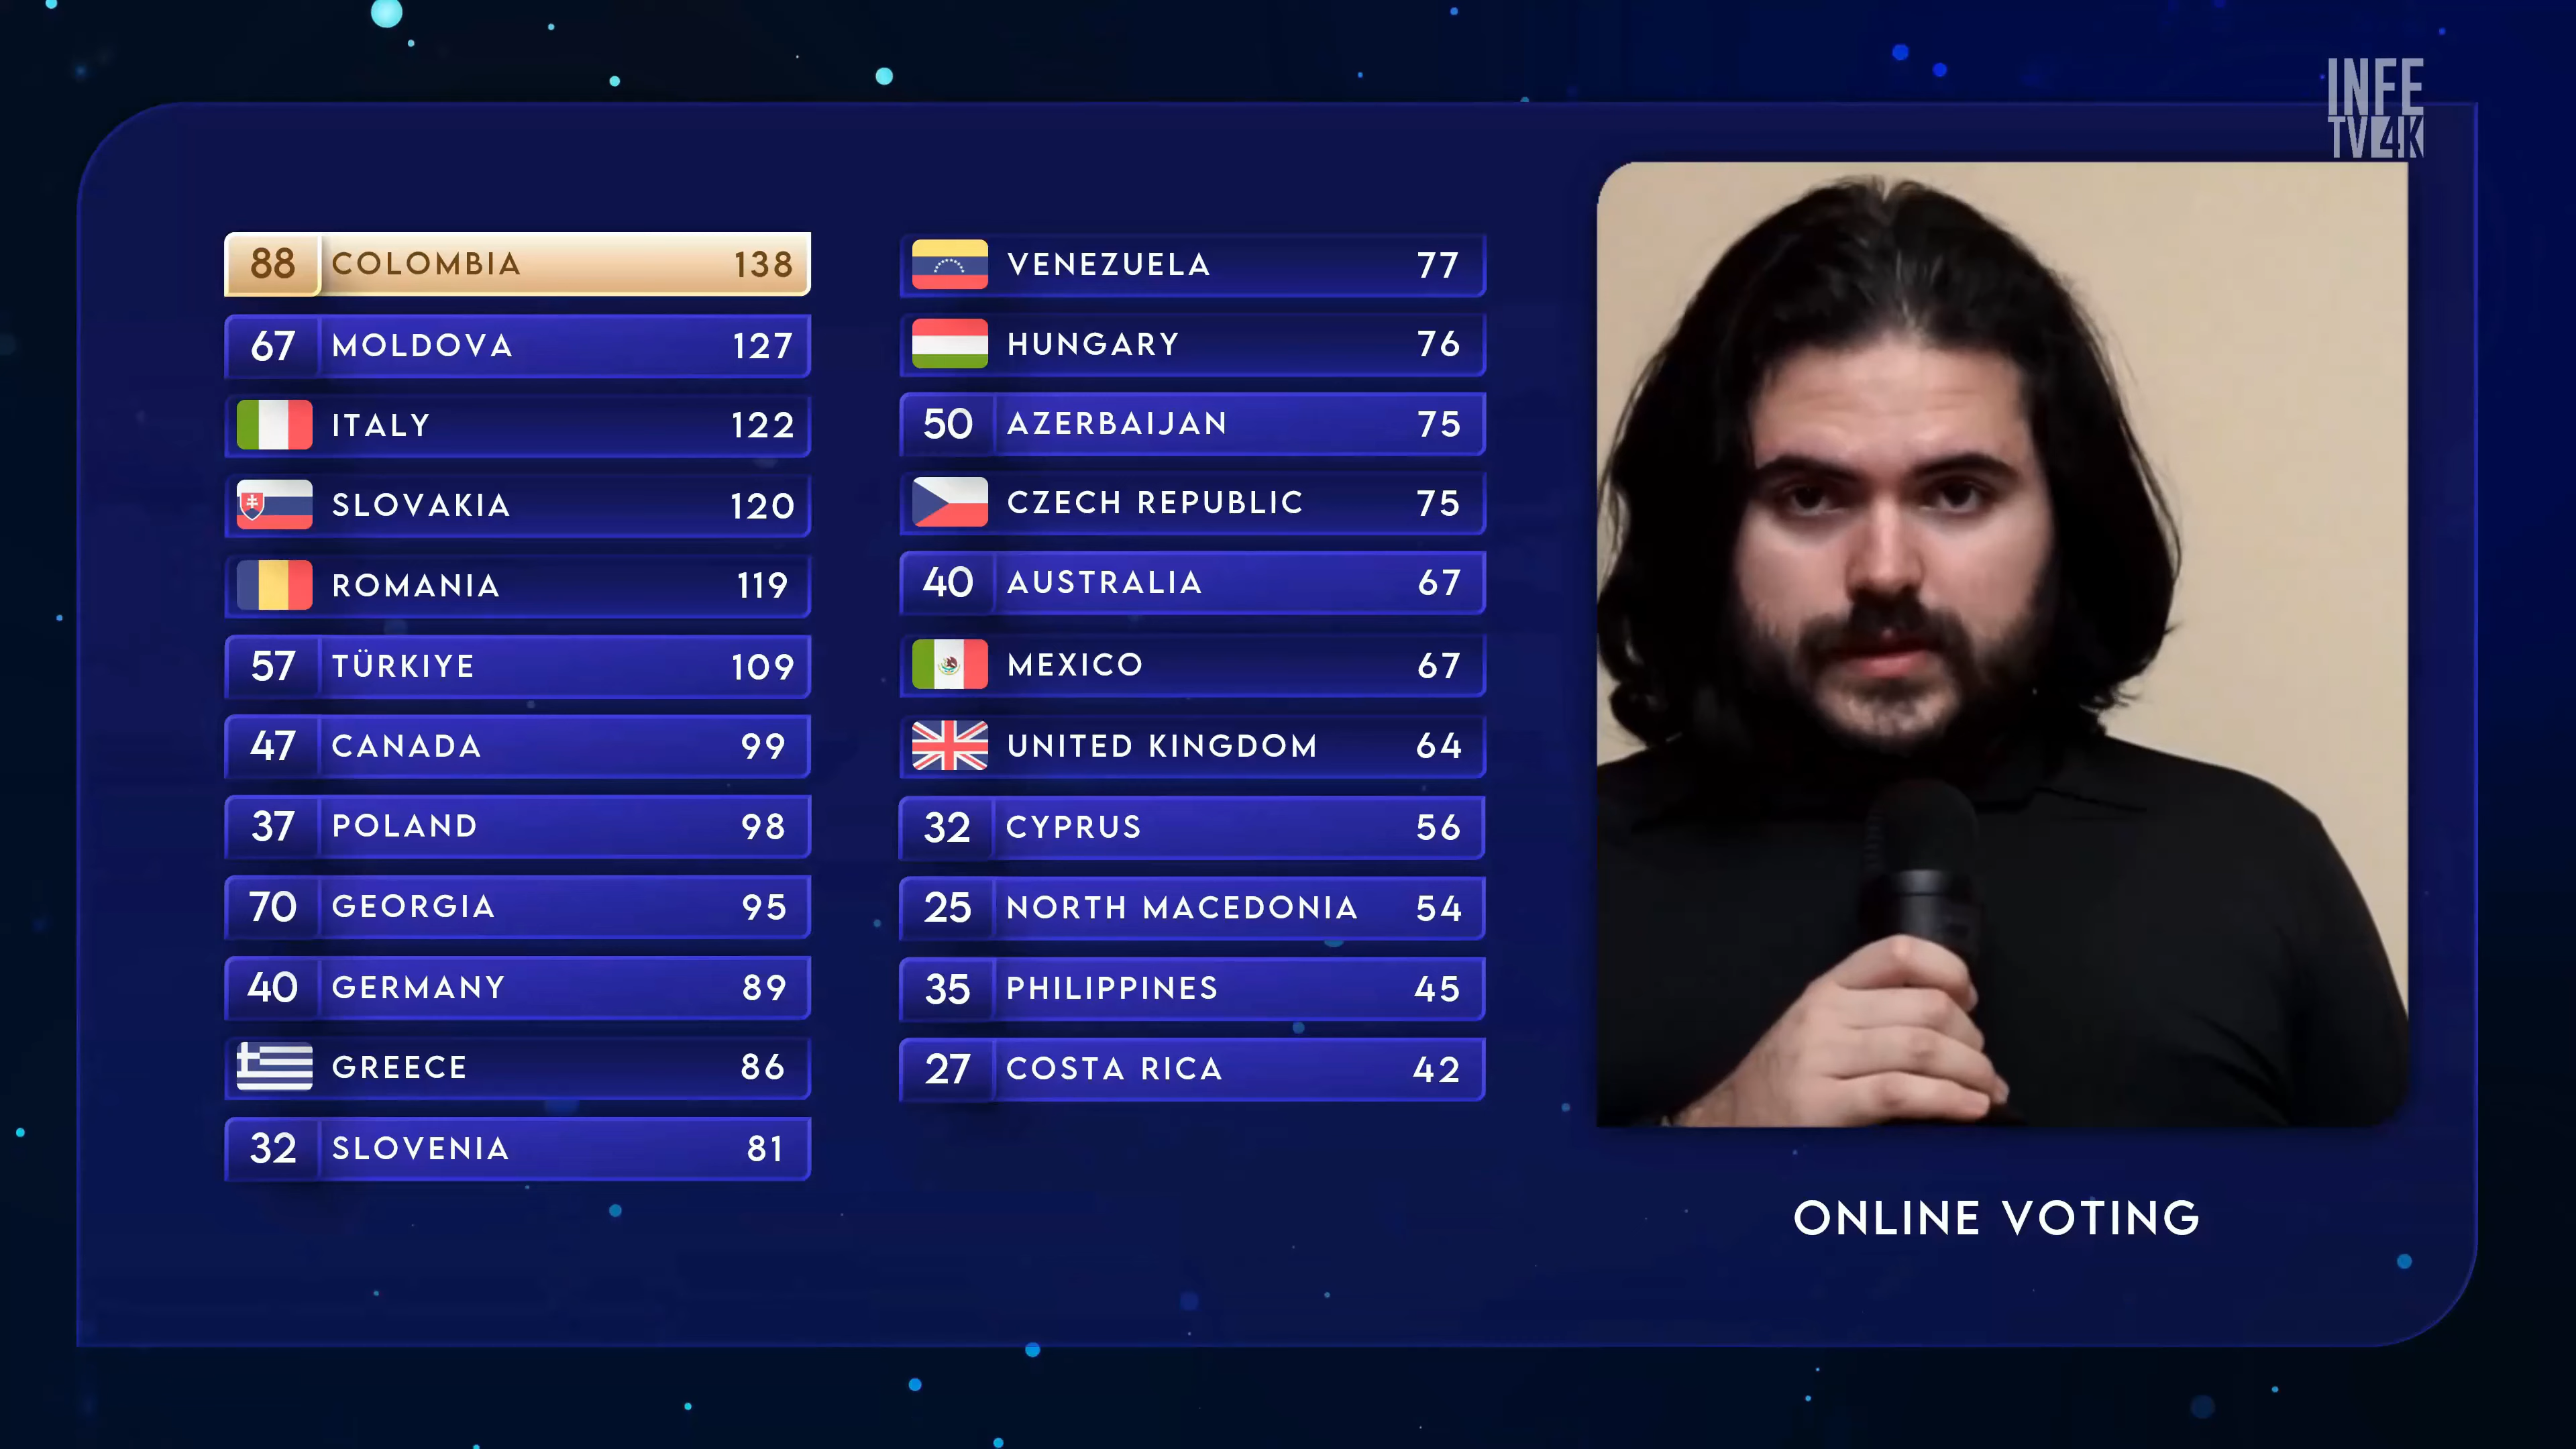 INFE
TV 4K
88 COLOMBIA 138
67 MOLDOVA 127
ITALY 122
SLOVAKIA 120
ROMANIA 119
57 TÜRKIYE 109
47 CANADA 99
37 POLAND 98
70 GEORGIA 95
40 GERMANY 89
GREECE 86
32 SLOVENIA 81
VENEZUELA 77
HUNGARY 76
50 AZERBAIJAN 75
CZECH REPUBLIC 75
40 AUSTRALIA 67
MEXICO 67
UNITED KINGDOM 64
32 CYPRUS 56
25 NORTH MACEDONIA 54
35 PHILIPPINES 45
27 COSTA RICA 42
ONLINE VOTING